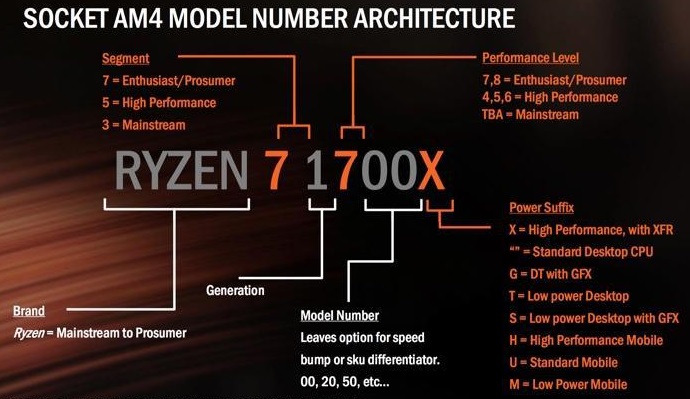 SOCKET AM4 MODEL NUMBER ARCHITECTURE
Segment
7 = Enthusiast/Prosumer
5 = High Performance
3 = Mainstream
Performance Level
7,8 = Enthusiast/Prosumer
4,5,6 = High Performance
TBA = Mainstream
RYZEN 7 1700X
Brand
Ryzen = Mainstream to Prosumer
Generation
Model Number
Leaves option for speed
bump or sku differentiator.
00, 20, 50, etc...
Power Suffix
X = High Performance, with XFR
“” = Standard Desktop CPU
G = DT with GFX
T = Low power Desktop
S = Low power Desktop with GFX
H = High Performance Mobile
U = Standard Mobile
M = Low Power Mobile